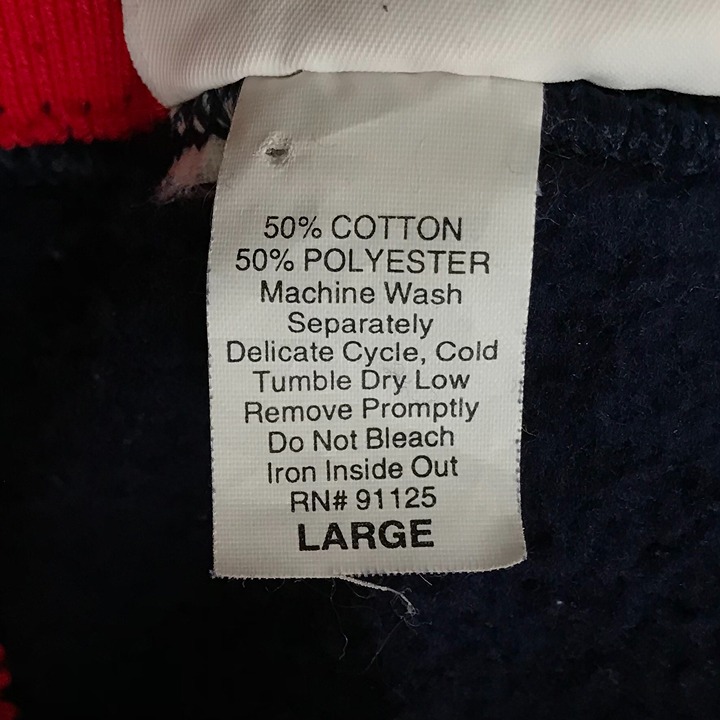 50% COTTON
50% POLYESTER
Machine Wash
Separately
Delicate Cycle, Cold
Tumble Dry Low
Remove Promptly
Do Not Bleach
Iron Inside Out
RN# 91125
LARGE